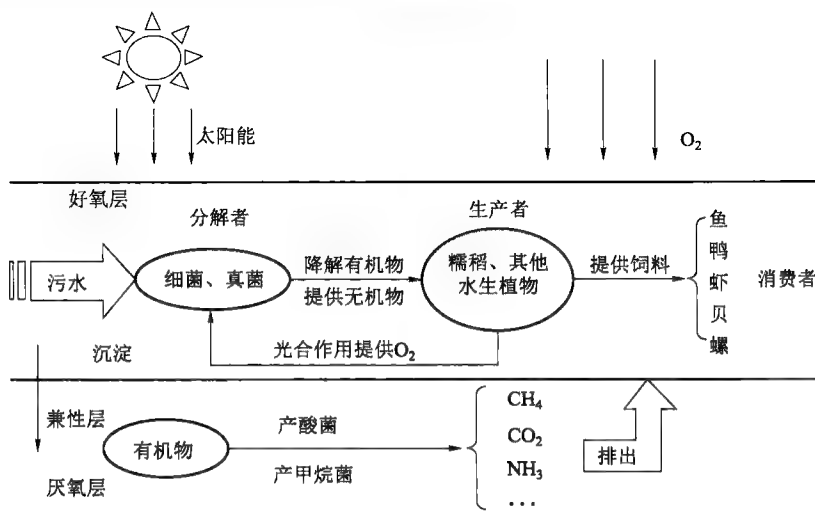 太阳能
O₂
好氧层
分解者
生产者
污水
细菌、真菌
降解有机物
提供无机物
糯稻、其他
水生植物
提供饲料
鱼
鸭
虾
贝
螺
消费者
沉淀
光合作用提供O₂
兼性层
厌氧层
有机物
产酸菌
产甲烷菌
CH₄
CO₂
NH₃
…
排出